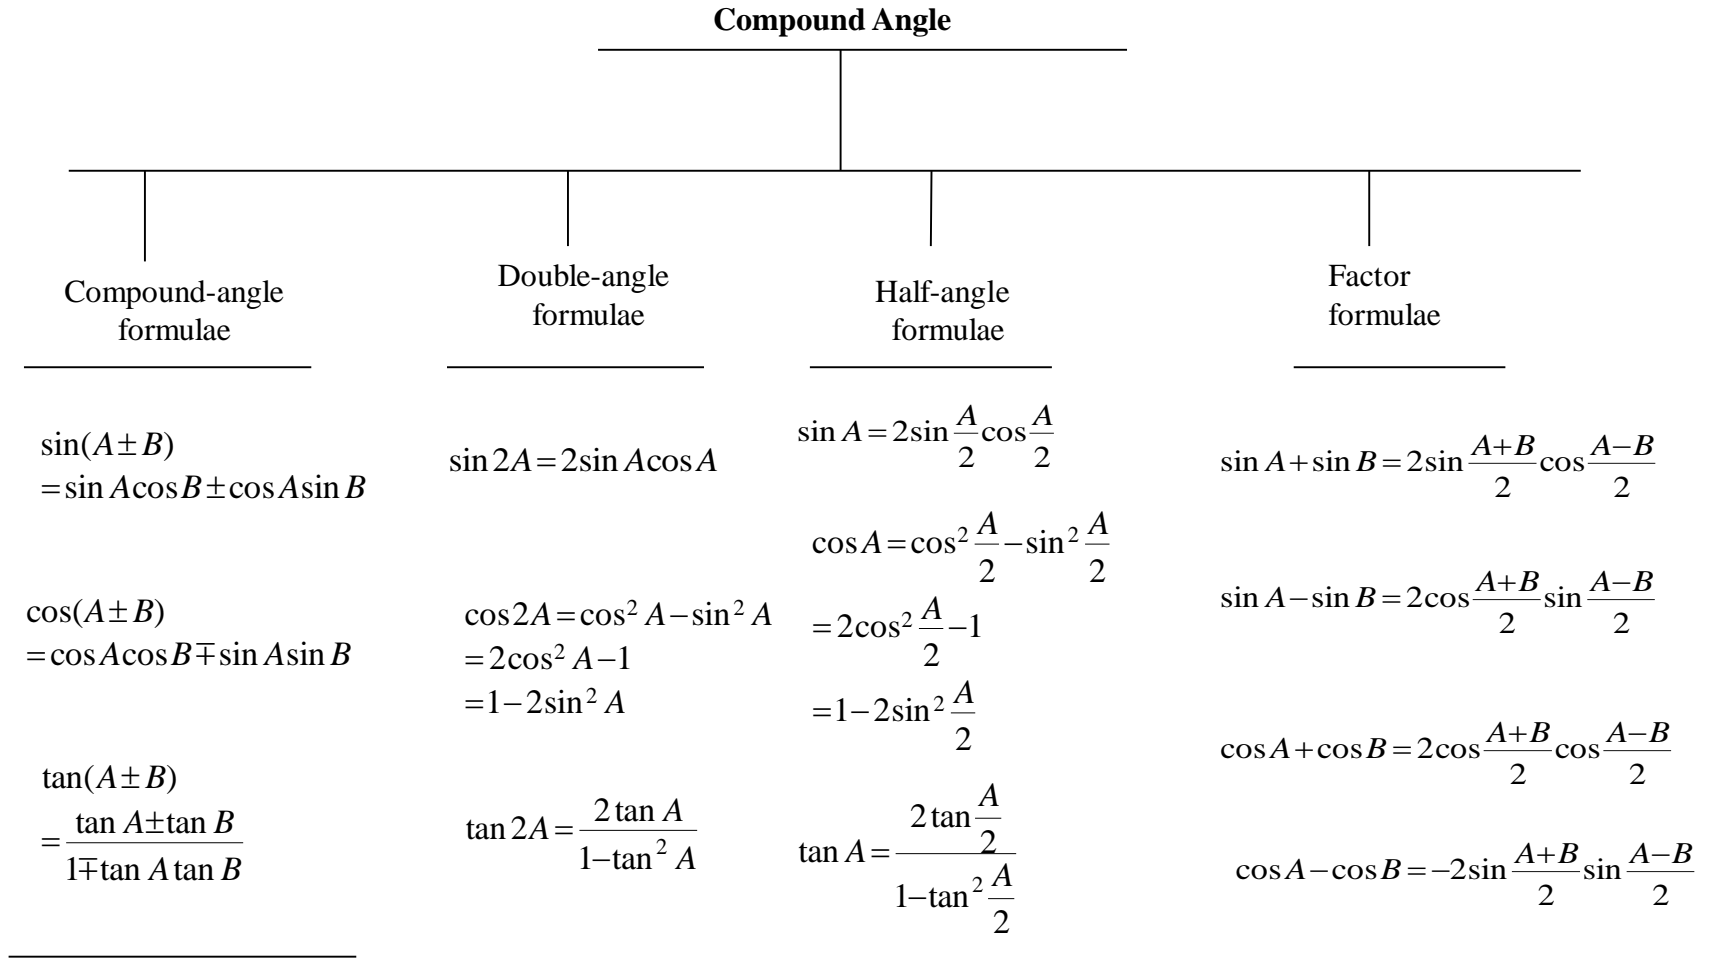 Compound Angle
Compound-angle
formulae
sin(A±B)
=sin A cos B ± cos A sin B
cos(A±B)
=cos A cos B ∓ sin A sin B
tan(A±B)
=(tan A ± tan B)/(1 ∓ tan A tan B)
Double-angle
formulae
sin 2A = 2 sin A cos A
cos 2A = cos² A − sin² A
=2cos² A − 1
=1 − 2sin² A
tan 2A = (2 tan A)/(1 − tan² A)
Half-angle
formulae
sin A = 2 sin A/2 cos A/2
cos A = cos² A/2 − sin² A/2
=2cos² A/2 − 1
=1 − 2sin² A/2
tan A = (2 tan A/2)/(1 − tan² A/2)
Factor
formulae
sin A + sin B = 2 sin (A+B)/2 cos (A−B)/2
sin A − sin B = 2 cos (A+B)/2 sin (A−B)/2
cos A + cos B = 2 cos (A+B)/2 cos (A−B)/2
cos A − cos B = −2 sin (A+B)/2 sin (A−B)/2